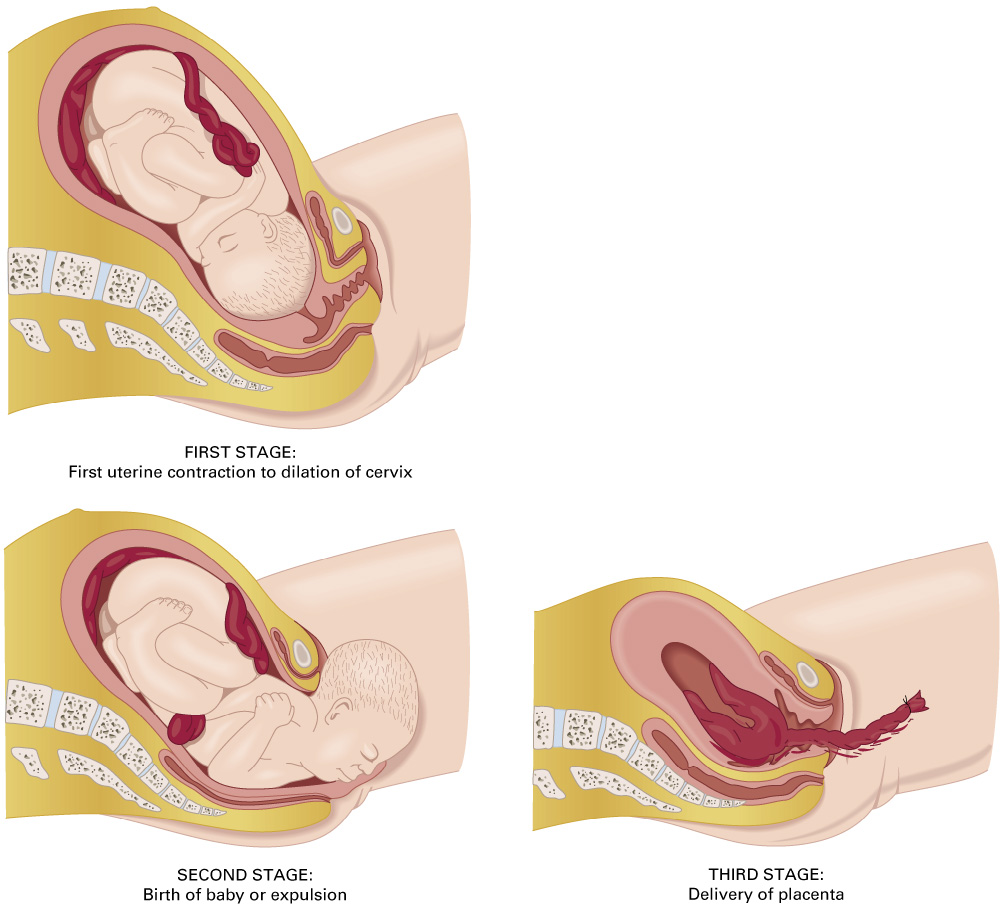 FIRST STAGE:
First uterine contraction to dilation of cervix
SECOND STAGE:
Birth of baby or expulsion
THIRD STAGE:
Delivery of placenta